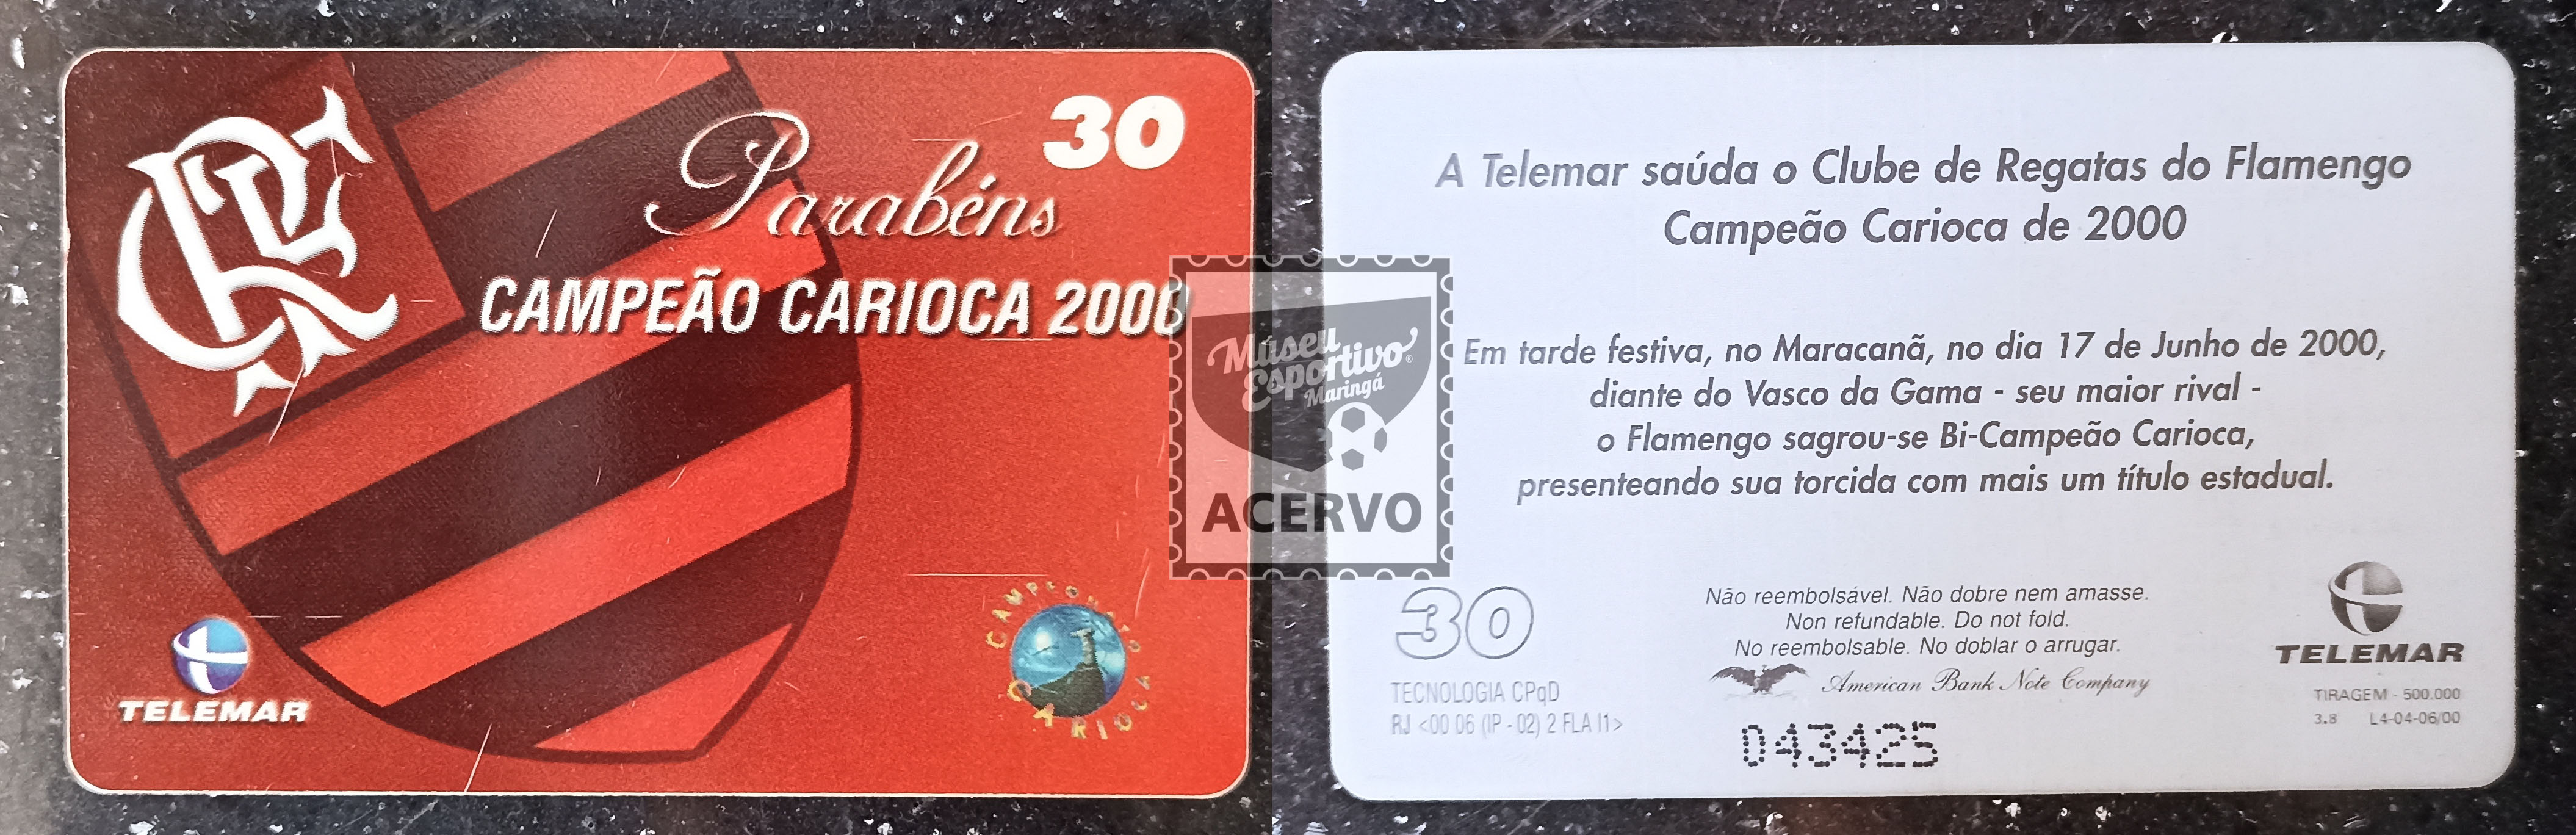 CRF
30
Parabéns
CAMPEÃO CARIOCA 2000
TELEMAR
CAMPEONATO CARIOCA
Museu
Esportivo®
Maringá
ACERVO
A Telemar saúda o Clube de Regatas do Flamengo
Campeão Carioca de 2000
Em tarde festiva, no Maracanã, no dia 17 de Junho de 2000,
diante do Vasco da Gama - seu maior rival -
o Flamengo sagrou-se Bi-Campeão Carioca,
presenteando sua torcida com mais um título estadual.
30
Não reembolsável. Não dobre nem amasse.
Non refundable. Do not fold.
No reembolsable. No doblar o arrugar.
American Bank Note Company
TELEMAR
TECNOLOGIA CPqD
RJ <00 06 (IP - 02) 2 FLA I1>
TIRAGEM - 500.000
3.8 L4-04-06/00
043425